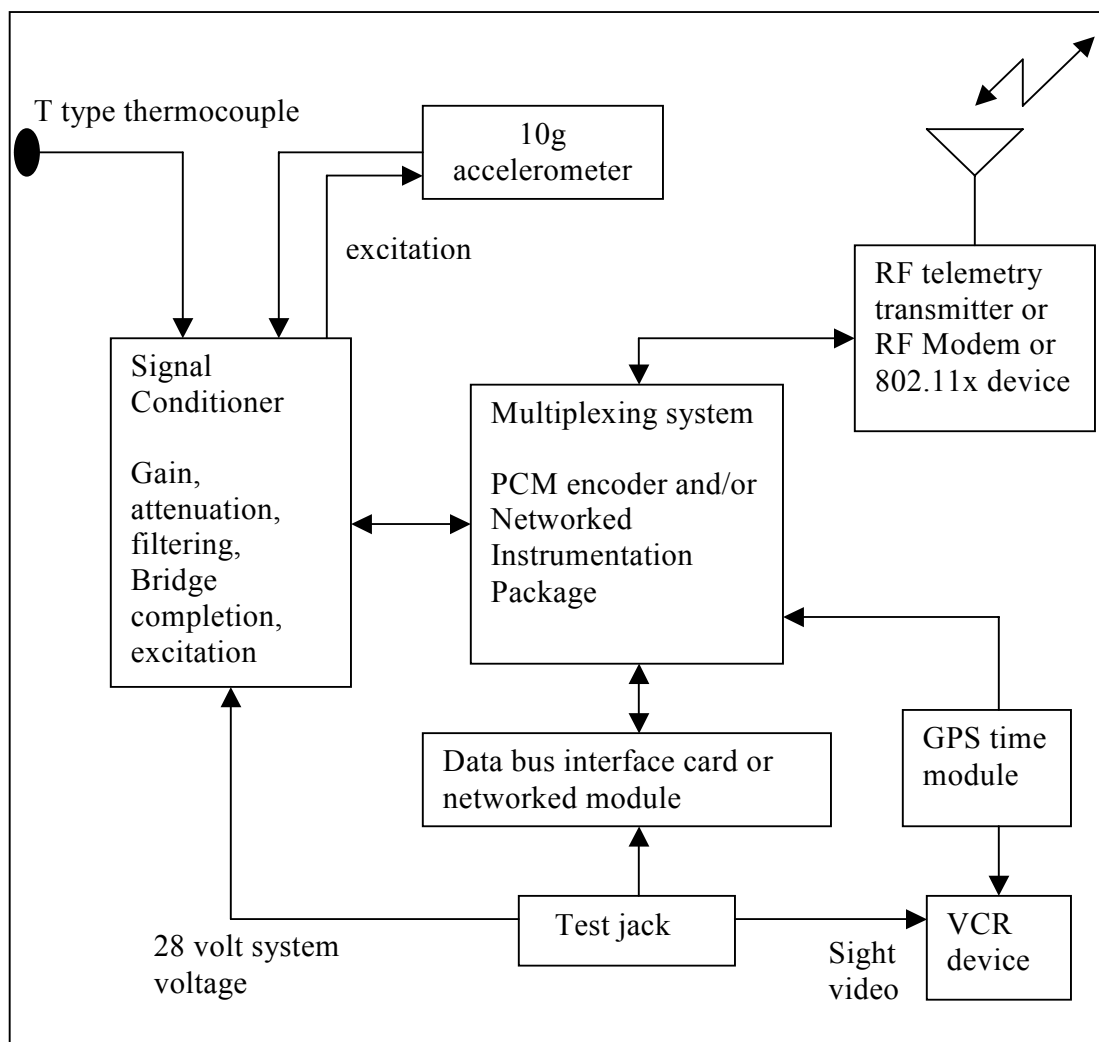 T type thermocouple
10g
accelerometer
excitation
RF telemetry
transmitter or
RF Modem or
802.11x device
Signal
Conditioner
Gain,
attenuation,
filtering,
Bridge
completion,
excitation
Multiplexing system
PCM encoder and/or
Networked
Instrumentation
Package
Data bus interface card or
networked module
GPS time
module
Test jack
28 volt system
voltage
Sight
video
VCR
device